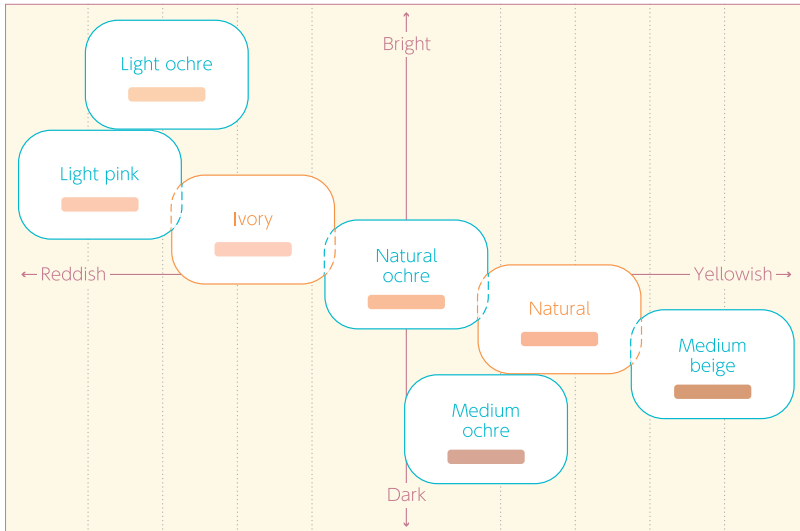 Bright
Light ochre
Light pink
Ivory
Natural
ochre
← Reddish
Yellowish →
Natural
Medium
beige
Medium
ochre
Dark